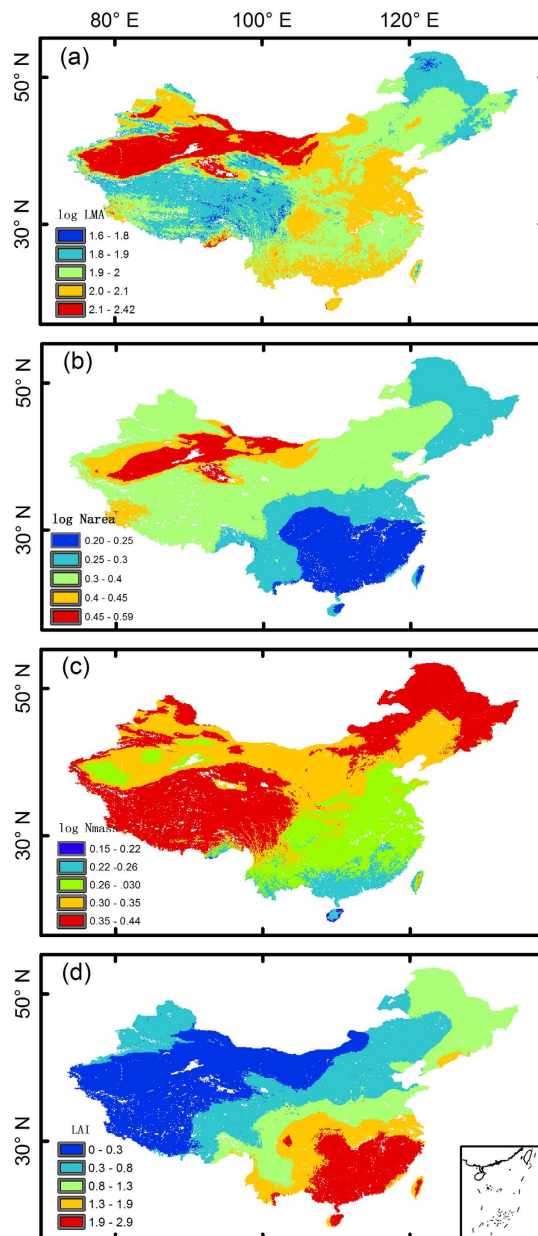 80° E 100° E 120° E
(a)
50° N
30° N
log LMA
1.6 - 1.8
1.8 - 1.9
1.9 - 2
2.0 - 2.1
2.1 - 2.42
(b)
50° N
30° N
log Narea
0.20 - 0.25
0.25 - 0.3
0.3 - 0.4
0.4 - 0.45
0.45 - 0.59
(c)
50° N
30° N
log Nmass
0.15 - 0.22
0.22 -0.26
0.26 - .030
0.30 - 0.35
0.35 - 0.44
(d)
50° N
30° N
LAI
0 - 0.3
0.3 - 0.8
0.8 - 1.3
1.3 - 1.9
1.9 - 2.9